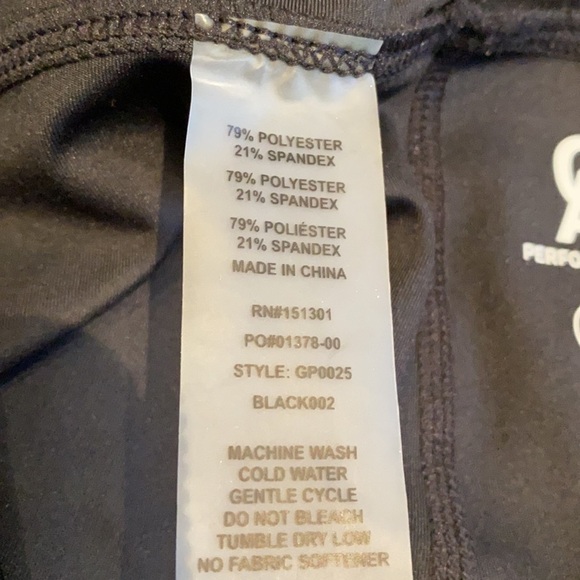 79% POLYESTER
21% SPANDEX
79% POLYESTER
21% SPANDEX
79% POLIÉSTER
21% SPANDEX
MADE IN CHINA
RN#151301
PO#01378-00
STYLE: GP0025
BLACK002
MACHINE WASH
COLD WATER
GENTLE CYCLE
DO NOT BLEACH
TUMBLE DRY LOW
NO FABRIC SOFTENER